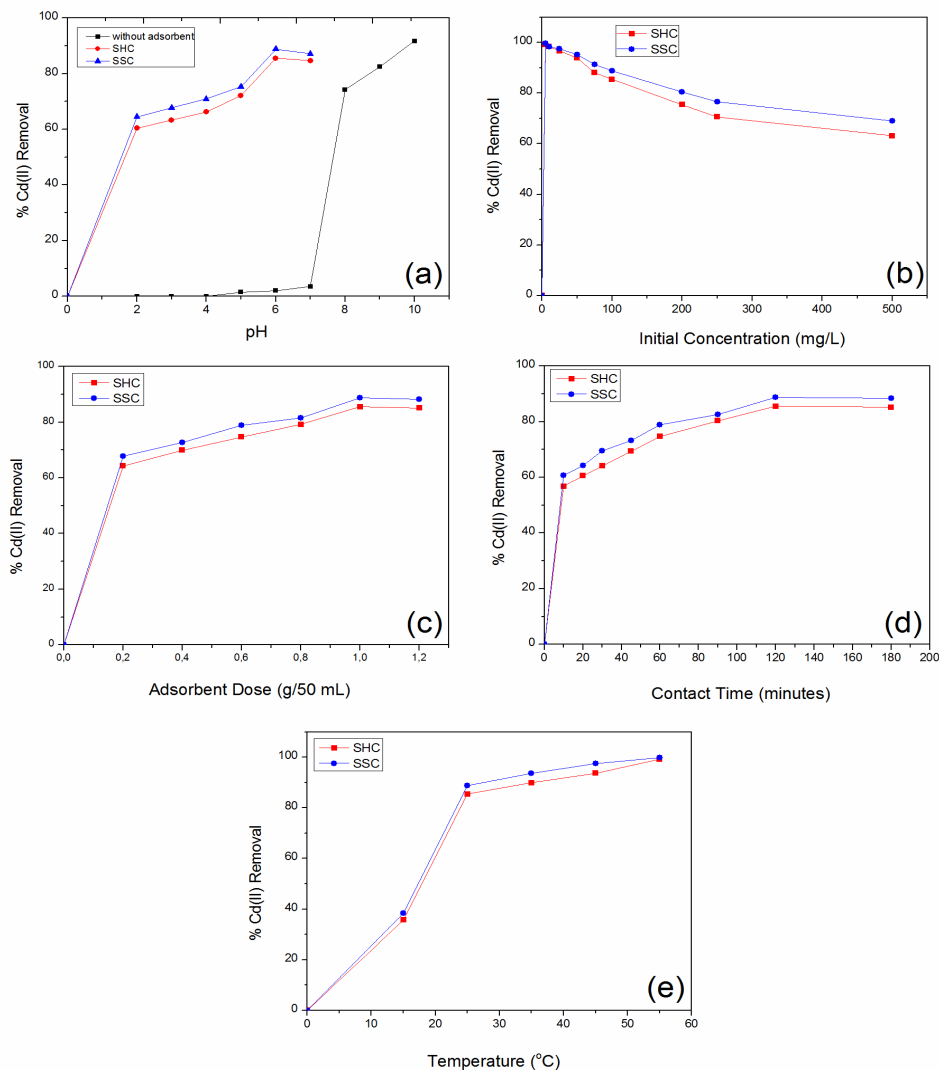 100
80
60
40
20
0
% Cd(II) Removal
without adsorbent
SHC
SSC
(a)
0 2 4 6 8 10
pH
100
80
60
40
20
0
% Cd(II) Removal
SHC
SSC
(b)
0 100 200 300 400 500
Initial Concentration (mg/L)
100
80
60
40
20
0
% Cd(II) Removal
SHC
SSC
(c)
0,0 0,2 0,4 0,6 0,8 1,0 1,2
Adsorbent Dose (g/50 mL)
100
80
60
40
20
0
% Cd(II) Removal
SHC
SSC
(d)
0 20 40 60 80 100 120 140 160 180 200
Contact Time (minutes)
100
80
60
40
20
0
% Cd(II) Removal
SHC
SSC
(e)
0 10 20 30 40 50 60
Temperature (°C)